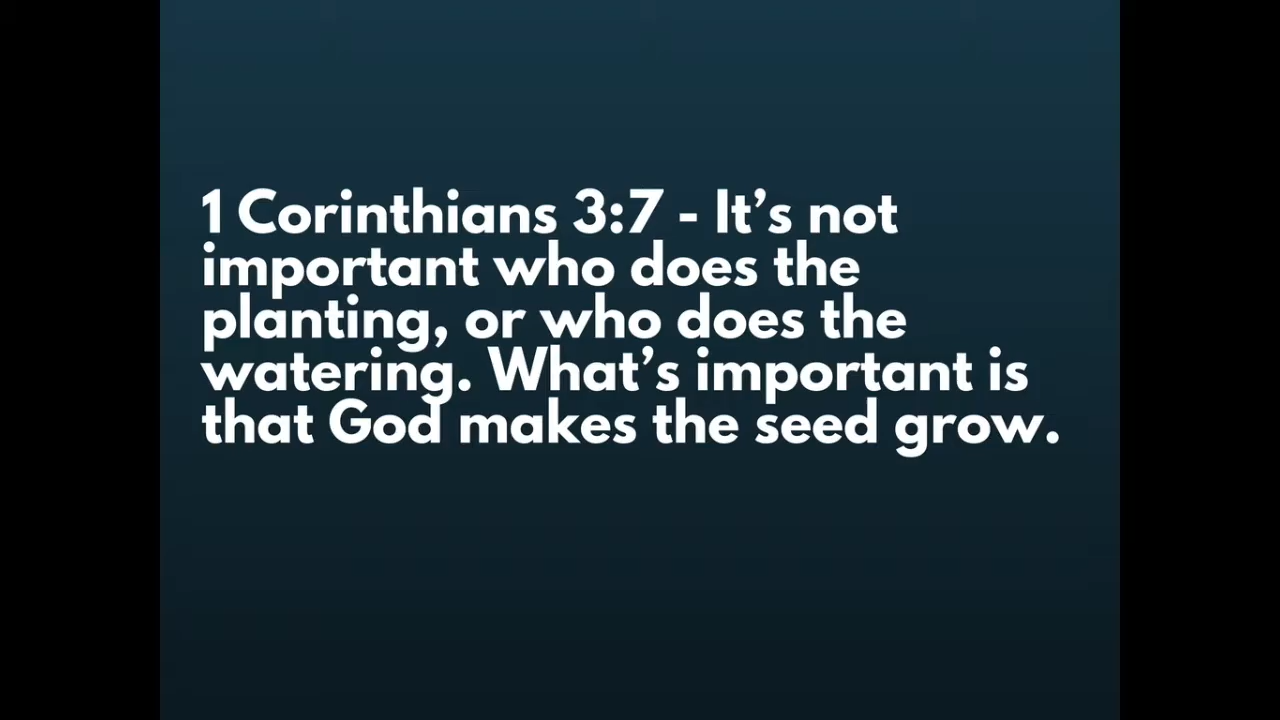 1 Corinthians 3:7 - It’s not
important who does the
planting, or who does the
watering. What’s important is
that God makes the seed grow.